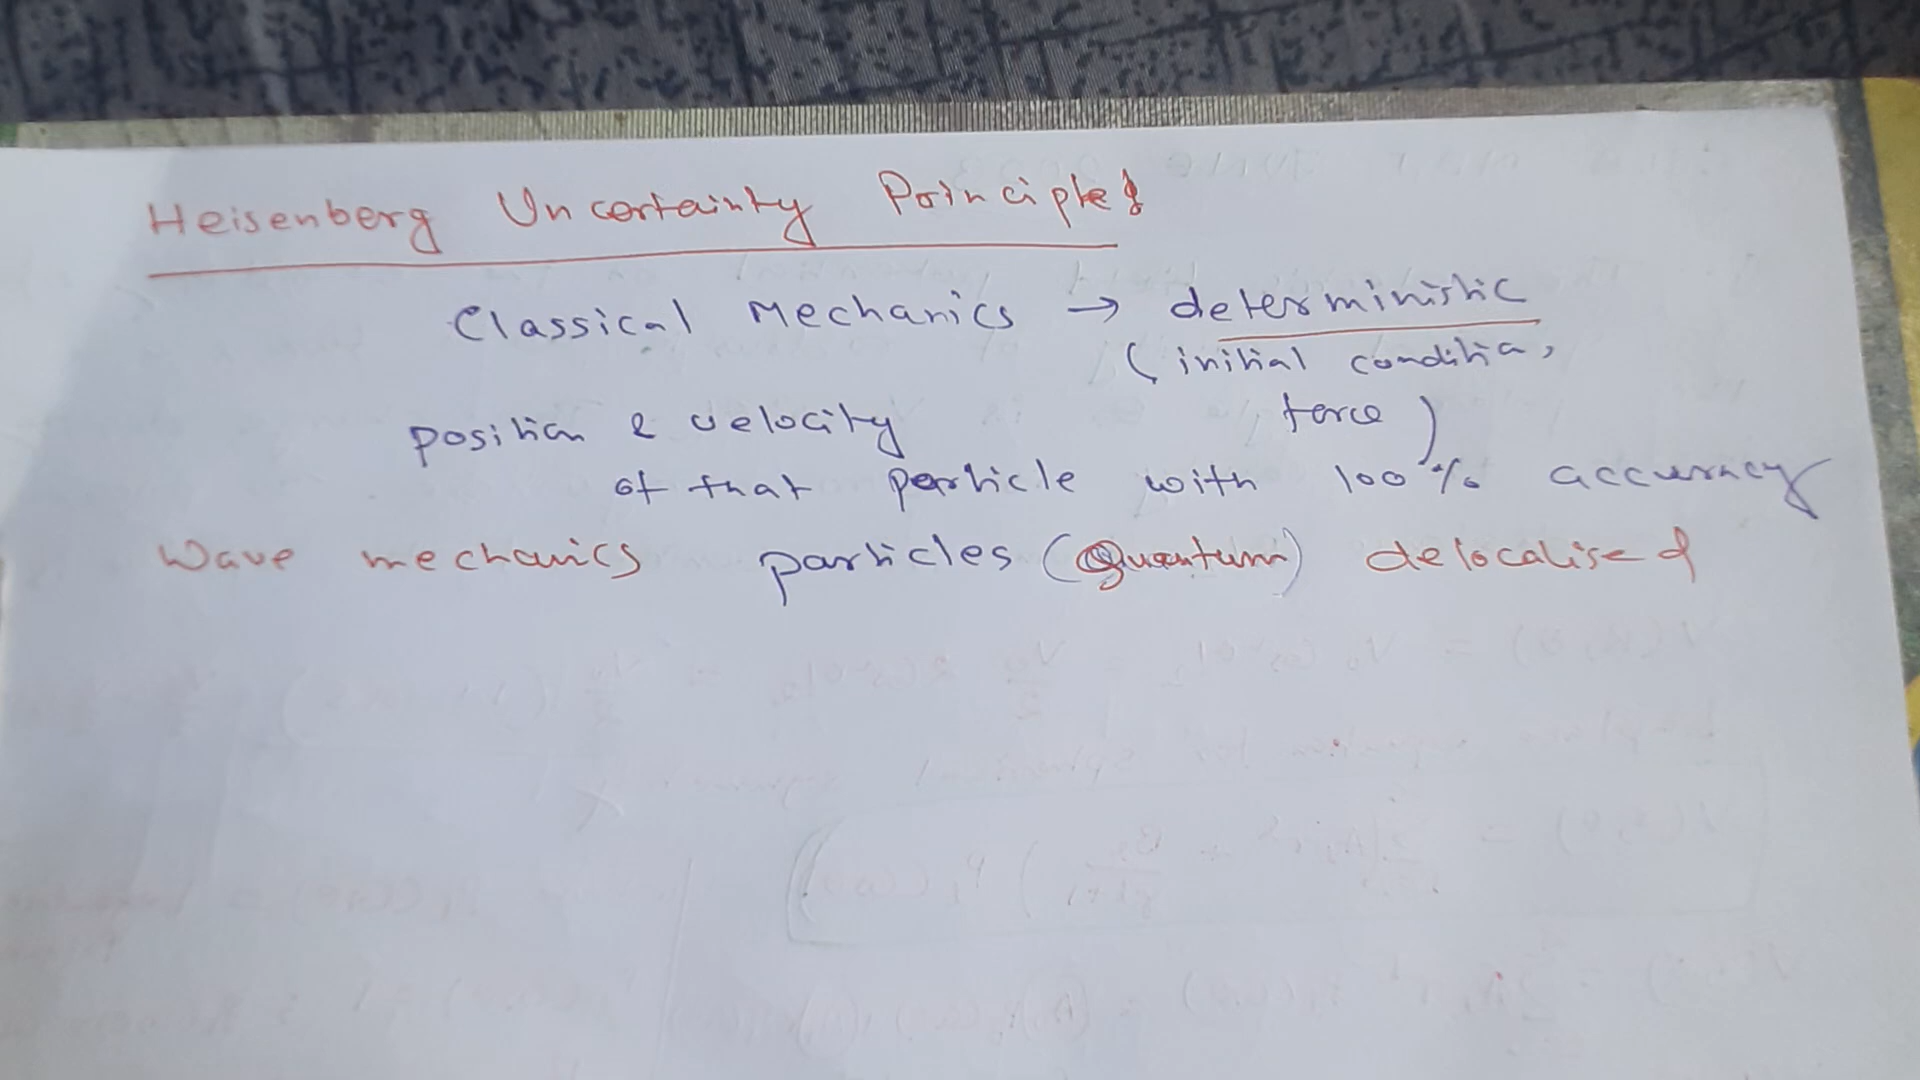 Heisenberg Uncertainty Principle:
Classical Mechanics → deterministic
(initial condition,
force)
position & velocity
of that particle with 100% accuracy
Wave mechanics particles (Quantum) delocalised